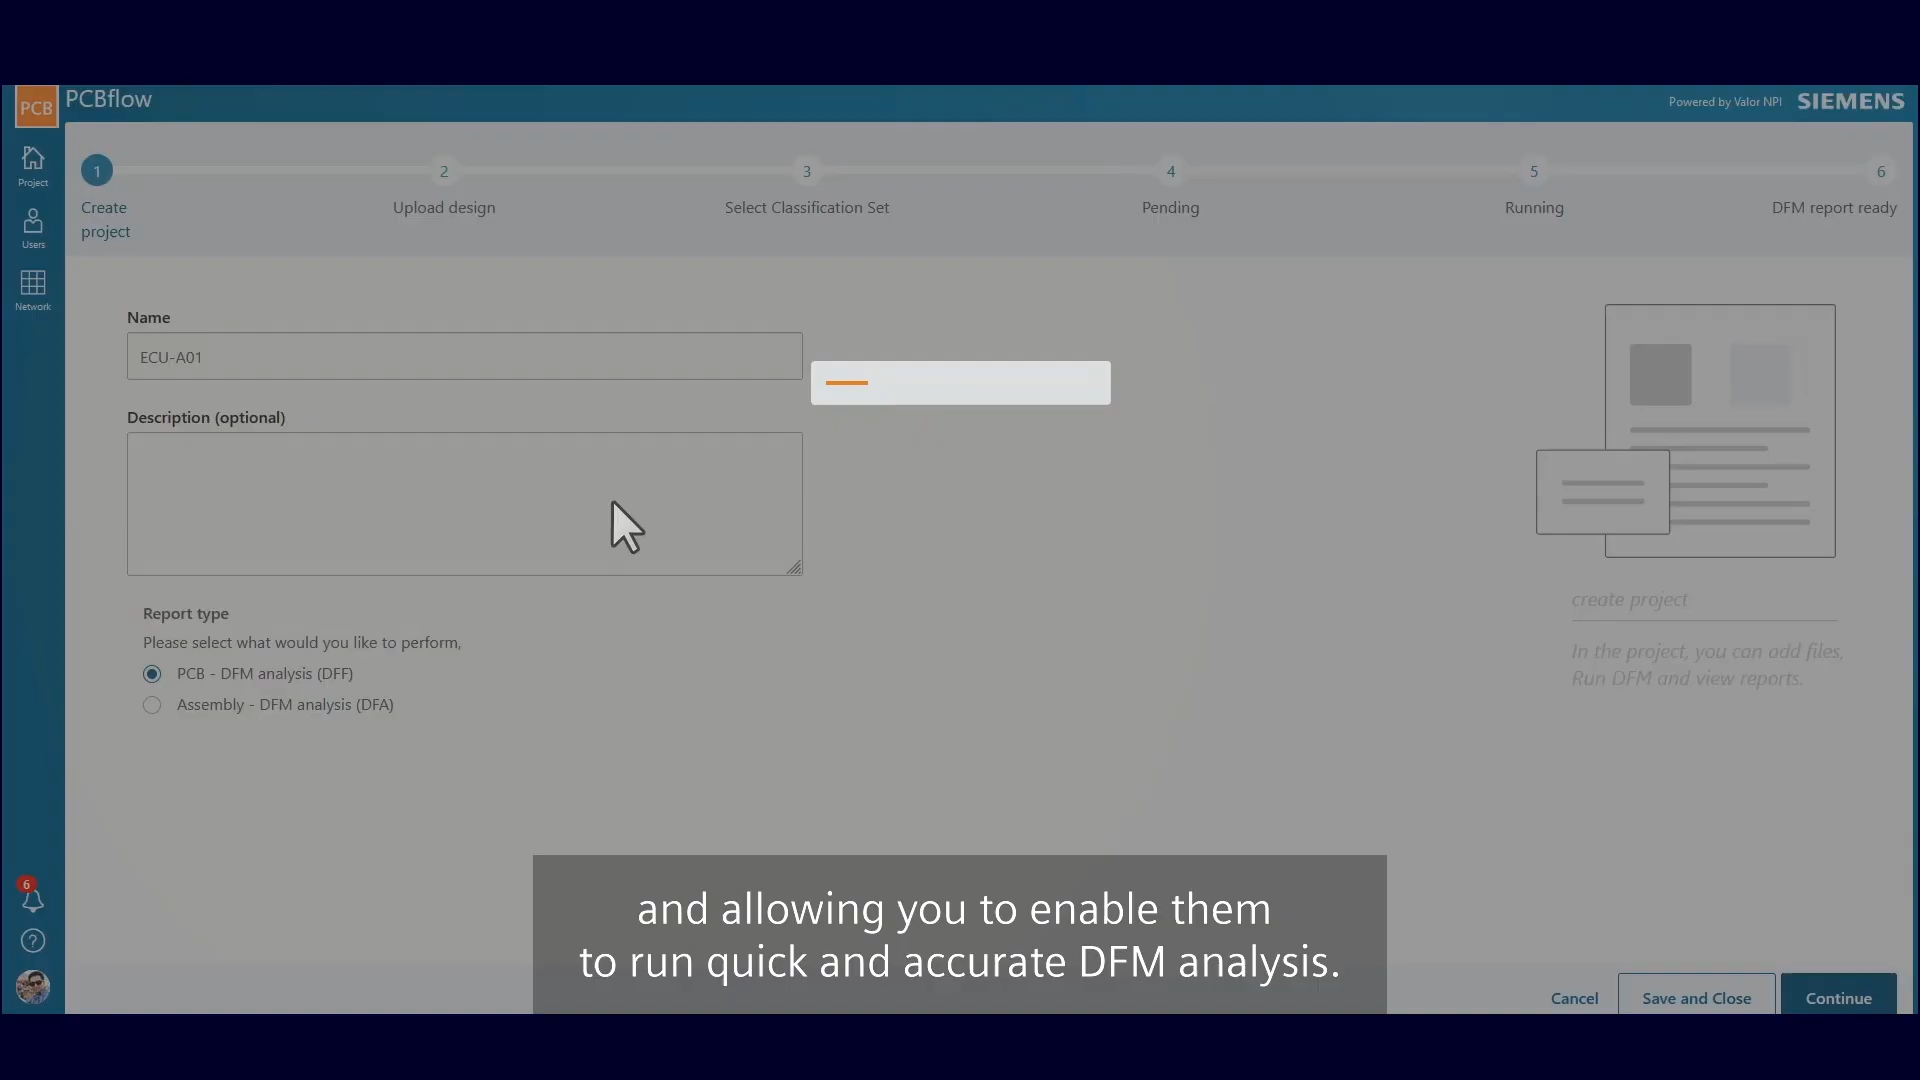 PCB PCBflow
Powered by Valor NPI SIEMENS
Project
Users
Network
1 2 3 4 5 6
Create
project
Upload design
Select Classification Set
Pending
Running
DFM report ready
Name
ECU-A01
Description (optional)
Report type
Please select what would you like to perform,
PCB - DFM analysis (DFF)
Assembly - DFM analysis (DFA)
create project
In the project, you can add files,
Run DFM and view reports.
6
?
and allowing you to enable them
to run quick and accurate DFM analysis.
Cancel Save and Close Continue